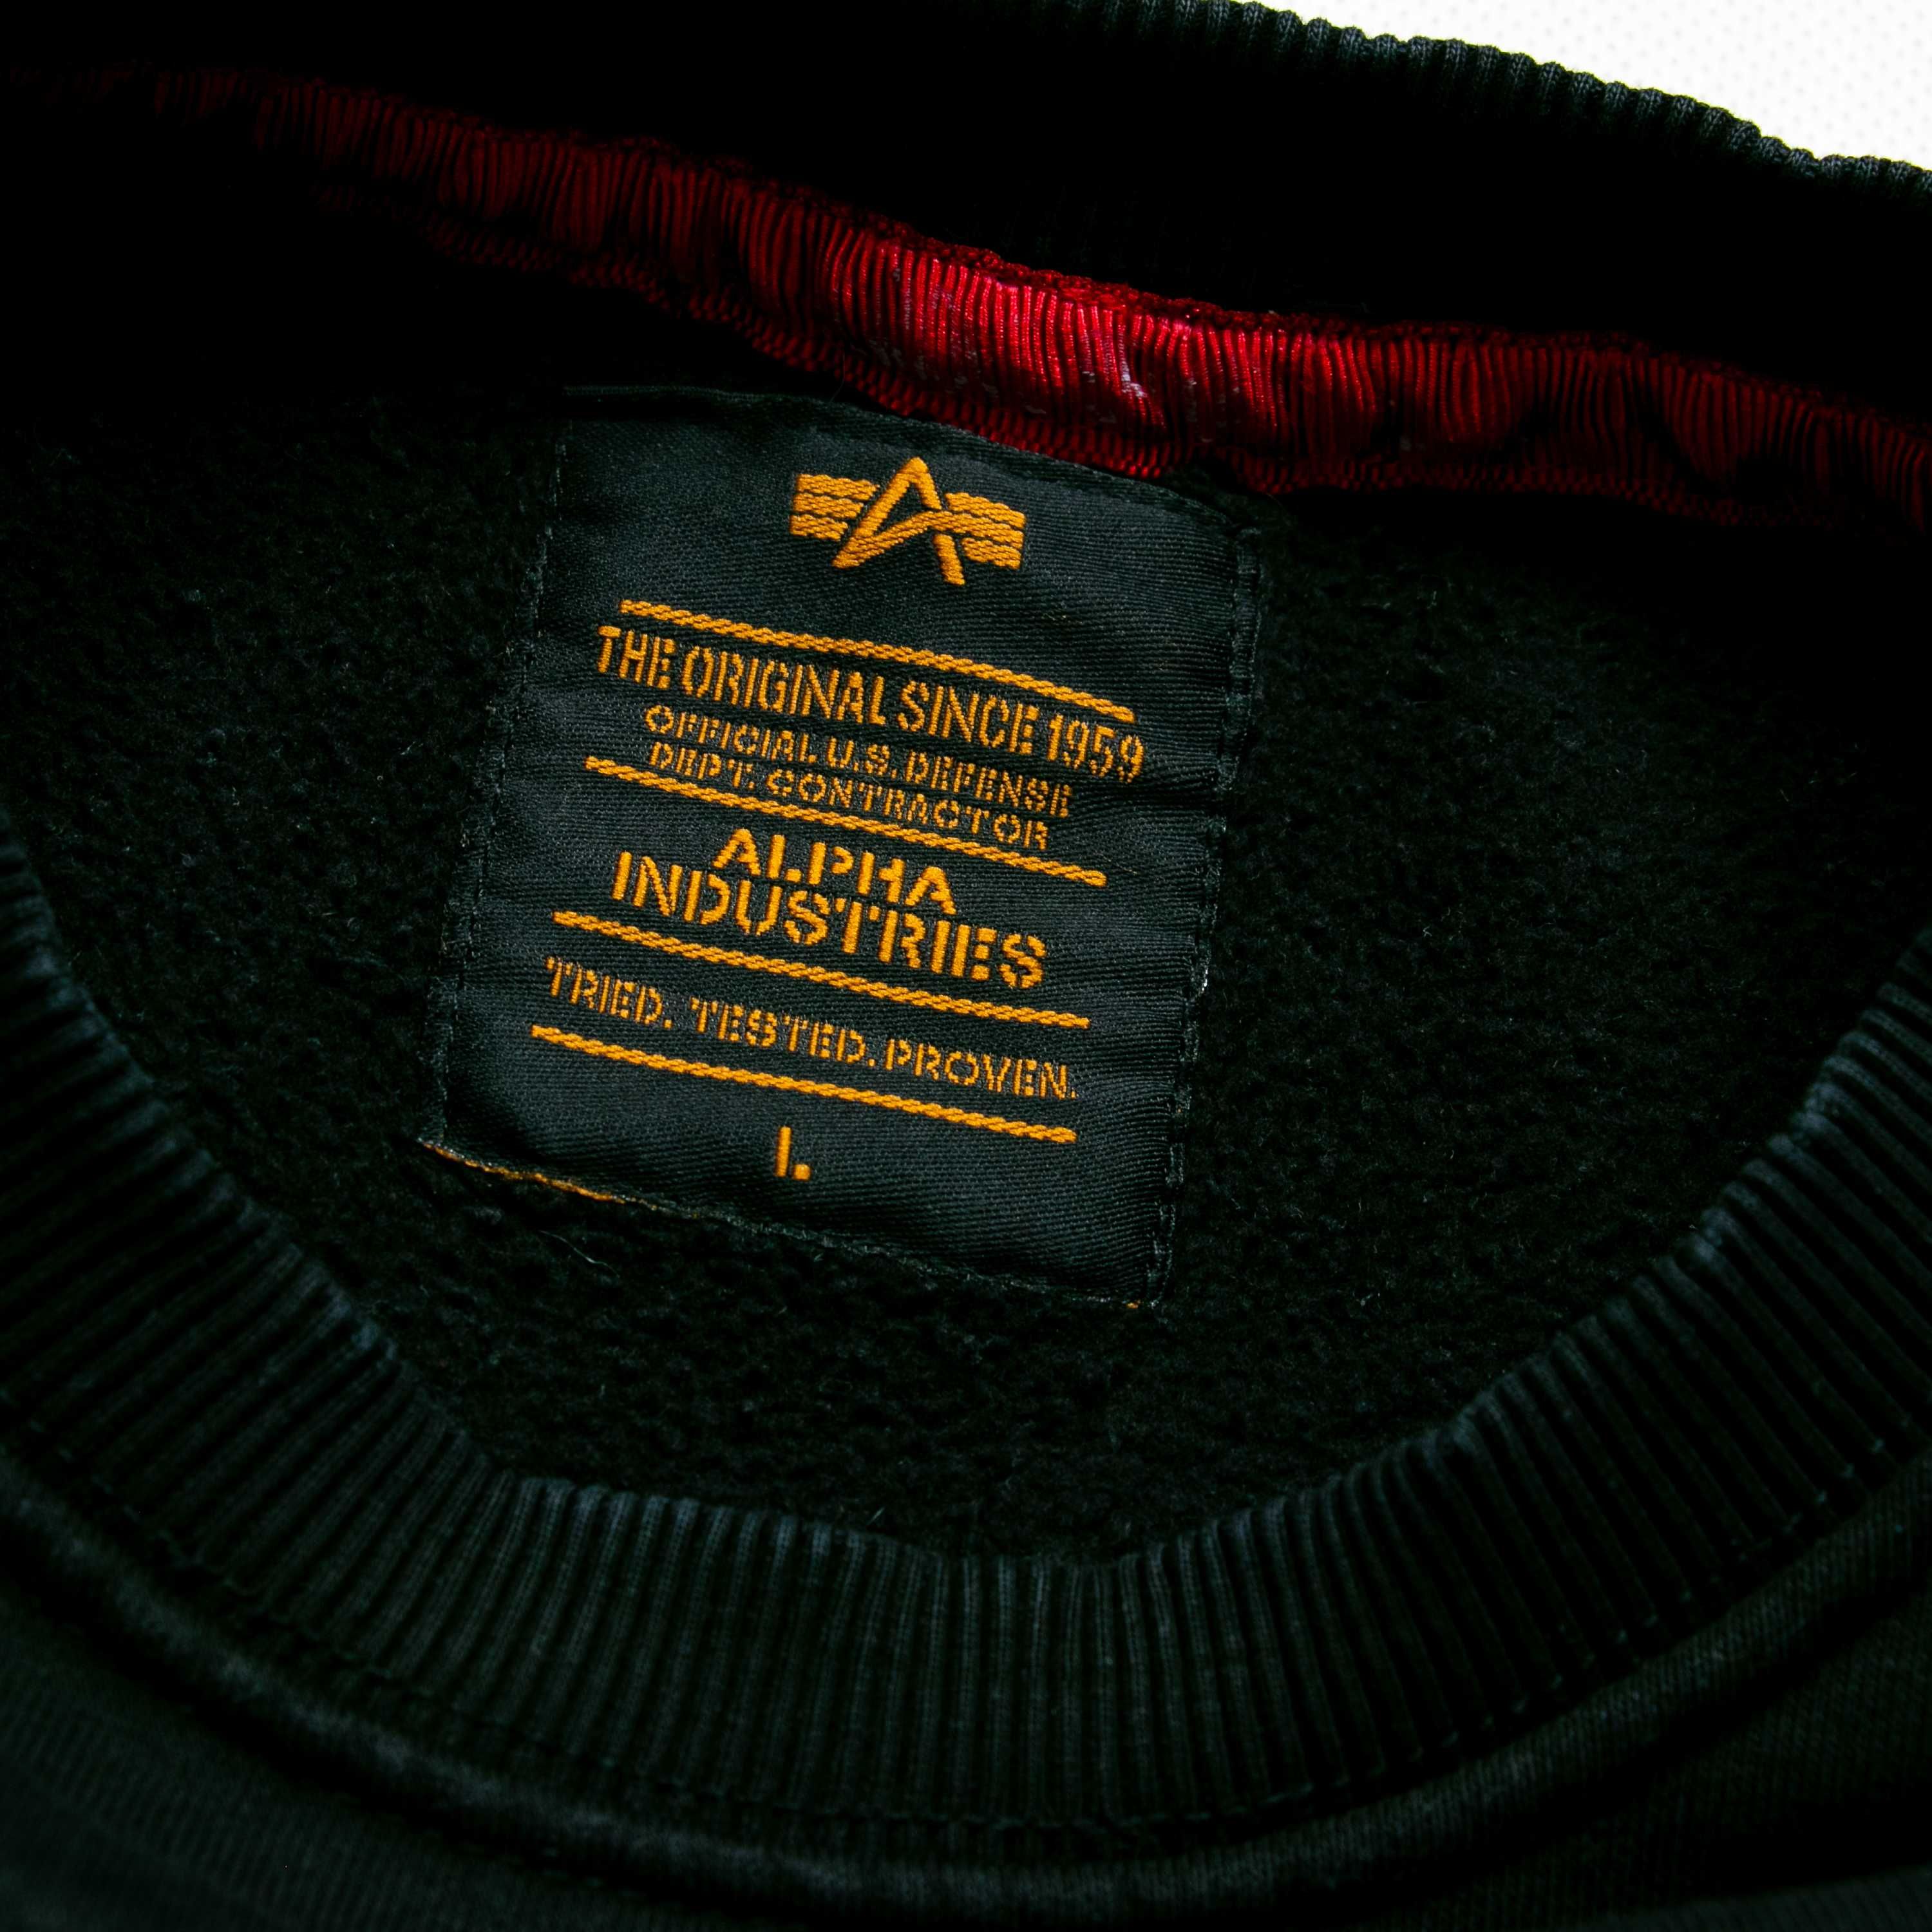 THE ORIGINAL SINCE 1959
OFFICIAL U.S. DEFENSE
DEPT. CONTRACTOR
ALPHA
INDUSTRIES
TRIED. TESTED. PROVEN.
L